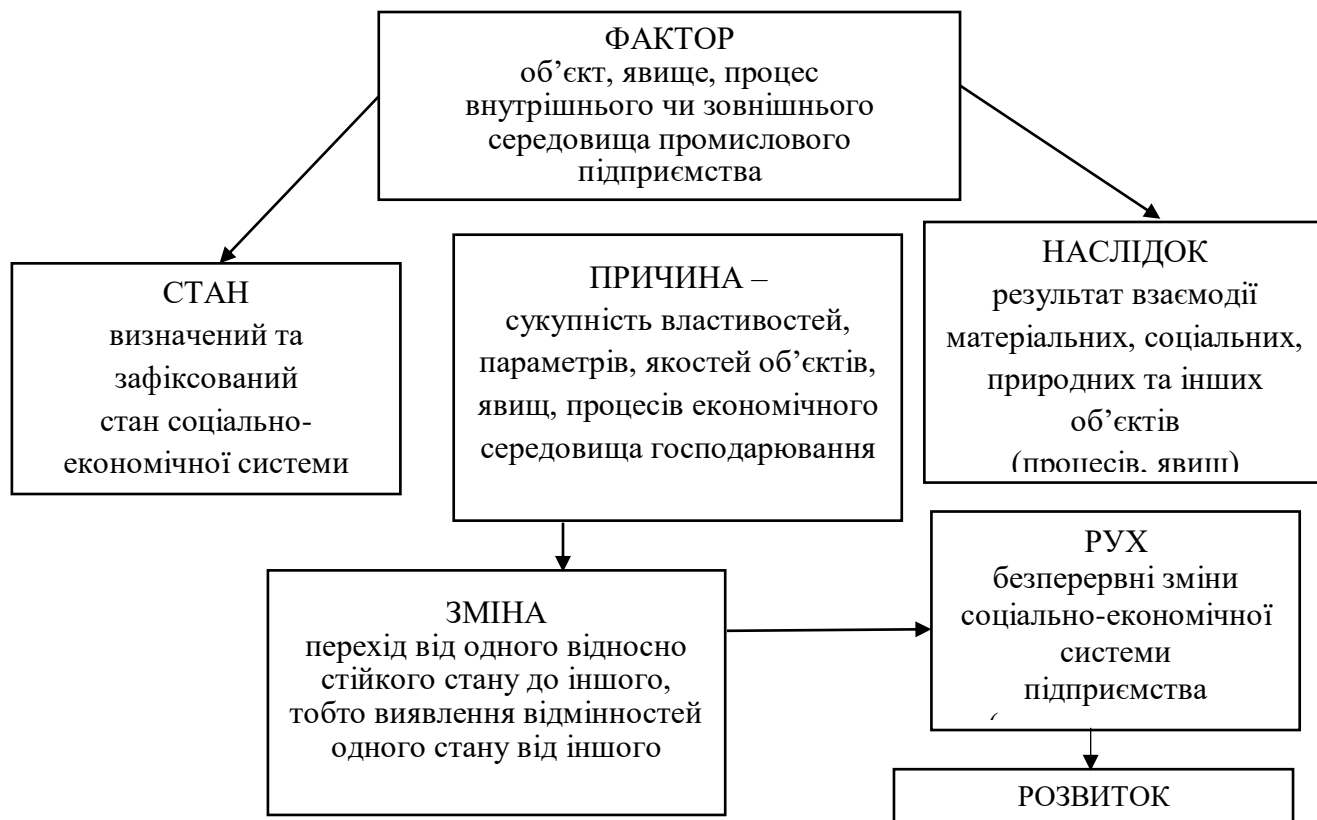 ФАКТОР
об’єкт, явище, процес
внутрішнього чи зовнішнього
середовища промислового
підприємства
СТАН
визначений та
зафіксований
стан соціально-
економічної системи
ПРИЧИНА –
сукупність властивостей,
параметрів, якостей об’єктів,
явищ, процесів економічного
середовища господарювання
НАСЛІДОК
результат взаємодії
матеріальних, соціальних,
природних та інших
об’єктів
(процесів, явищ)
ЗМІНА
перехід від одного відносно
стійкого стану до іншого,
тобто виявлення відмінностей
одного стану від іншого
РУХ
безперервні зміни
соціально-економічної
системи
підприємства
РОЗВИТОК